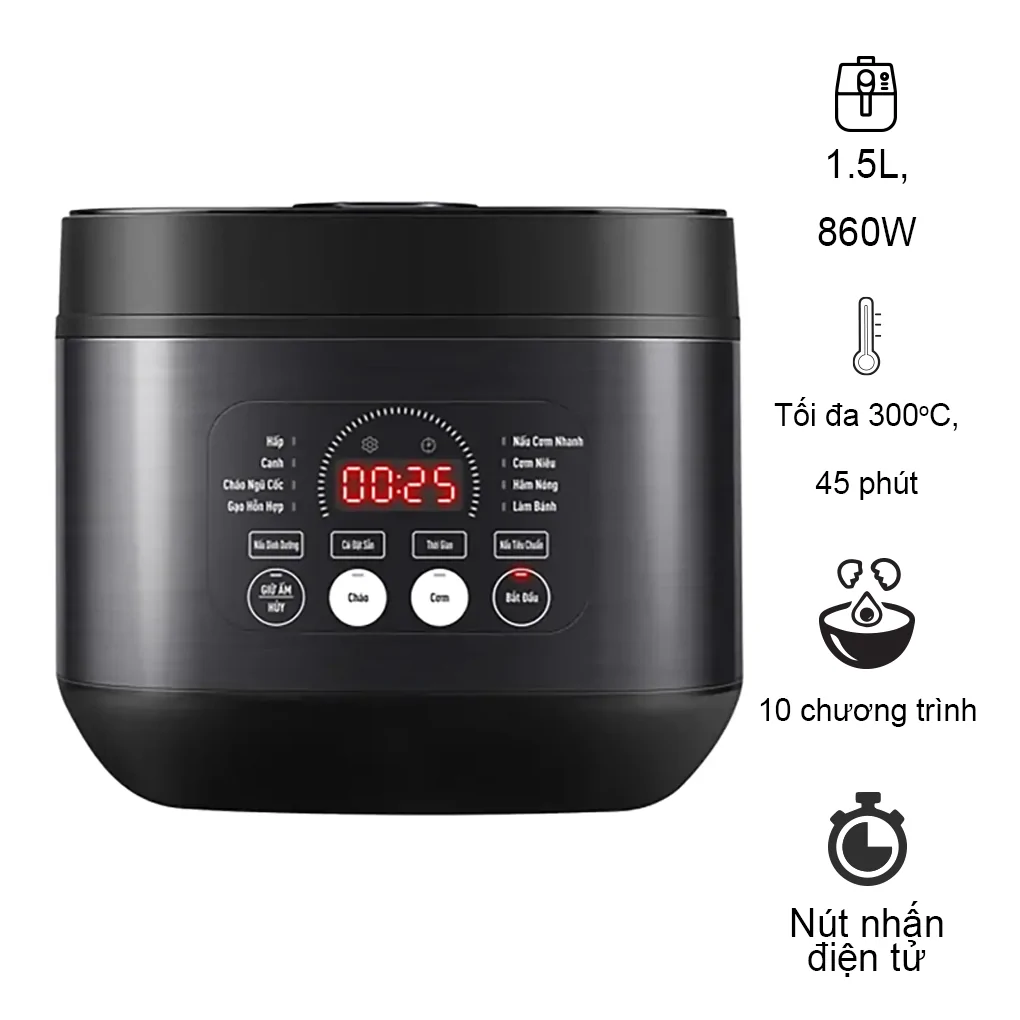 1.5L,
860W
Tối đa 300°C,
45 phút
10 chương trình
Nút nhấn
điện tử
Hấp
Canh
Cháo Ngũ Cốc
Gạo Hỗn Hợp
00:25
Nấu Cơm Nhanh
Cơm Niêu
Hâm Nóng
Làm Bánh
Nấu Dinh Dưỡng
Cài Đặt Sẵn
Thời Gian
Nấu Tiêu Chuẩn
GIỮ ẤM
HỦY
Cháo
Cơm
Bắt Đầu